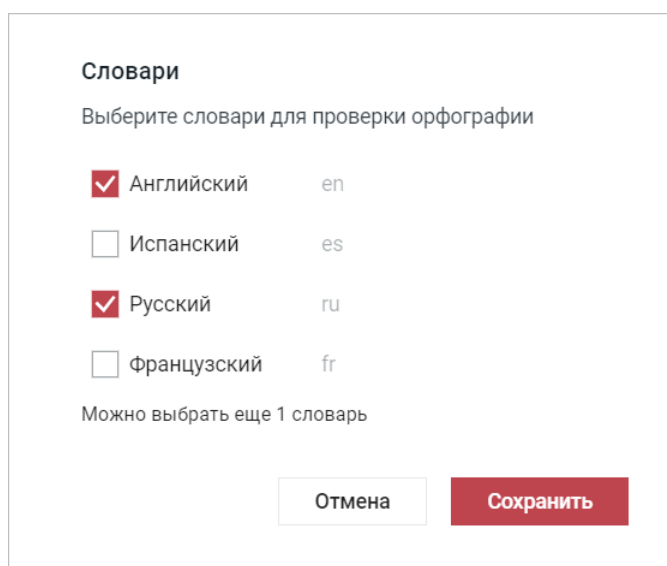 Словари
Выберите словари для проверки орфографии
Английский en
Испанский es
Русский ru
Французский fr
Можно выбрать еще 1 словарь
Отмена Сохранить